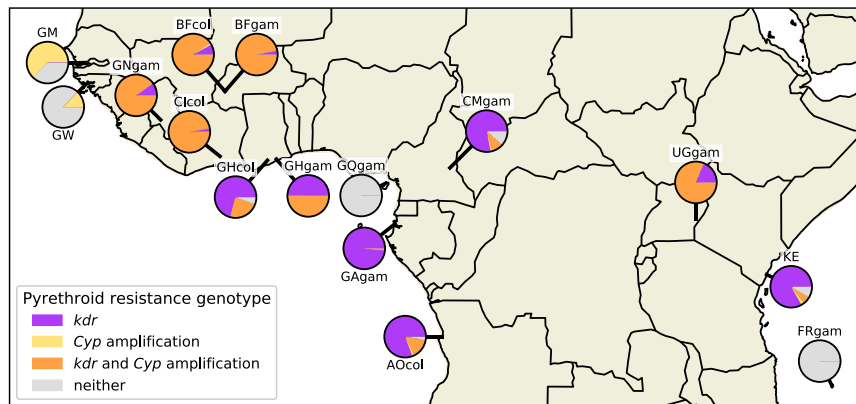 GM
BFcol
BFgam
GNgam
CIcol
GW
CMgam
GHcol
GHgam
GQgam
UGgam
GAgam
KE
AOcol
FRgam
Pyrethroid resistance genotype
kdr
Cyp amplification
kdr and Cyp amplification
neither